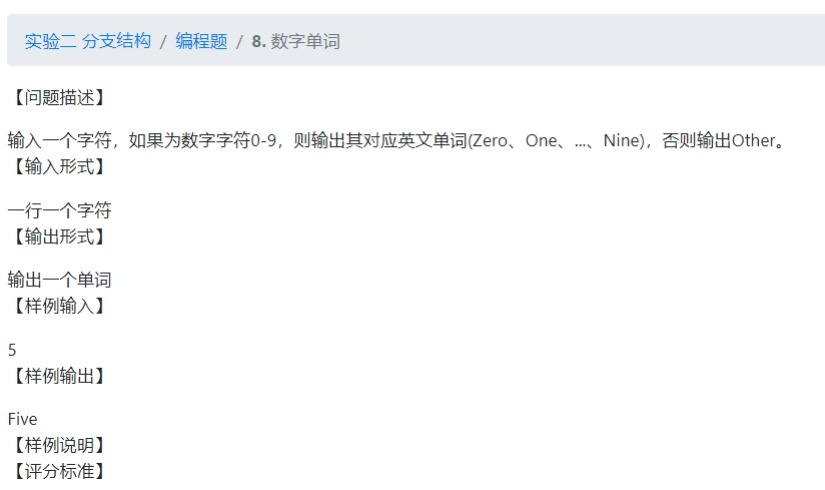 实验二 分支结构 / 编程题 / 8. 数字单词
【问题描述】
输入一个字符，如果为数字字符0-9，则输出其对应英文单词(Zero、One、...、Nine)，否则输出Other。
【输入形式】
一行一个字符
【输出形式】
输出一个单词
【样例输入】
5
【样例输出】
Five
【样例说明】
【评分标准】